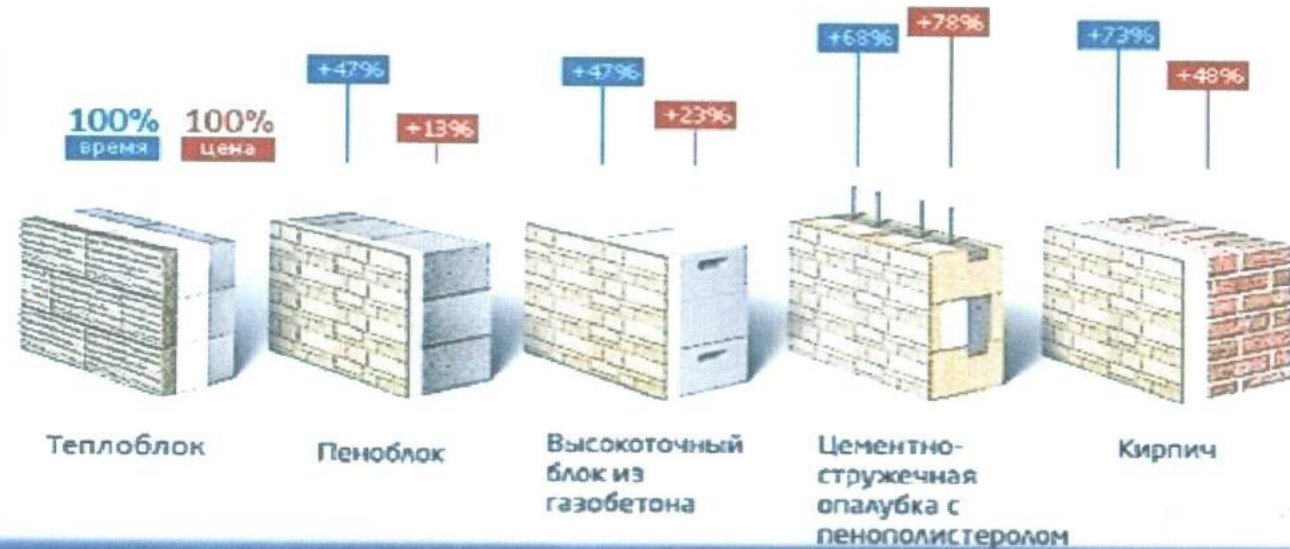 100% 100%
время цена
+47%
+13%
+47%
+23%
+68%
+78%
+73%
+48%
Теплоблок
Пеноблок
Высокоточный
блок из
газобетона
Цементно-
стружечная
опалубка с
пенополистеролом
Кирпич